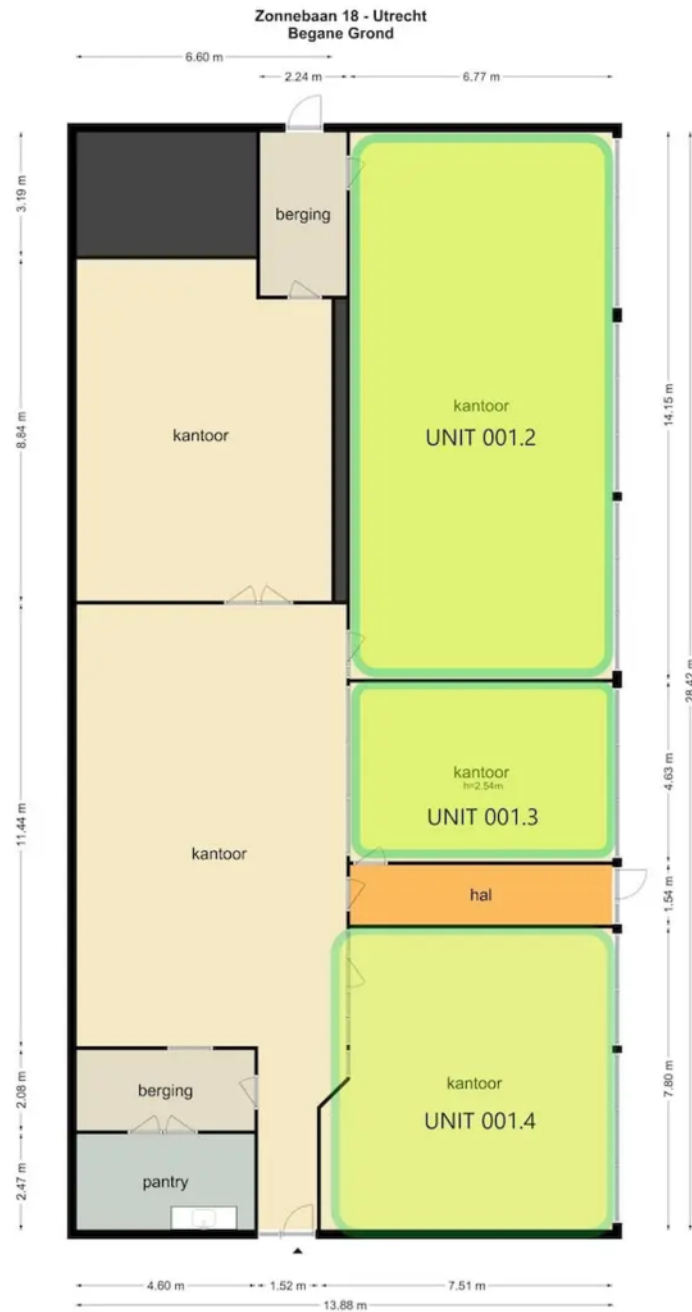 Zonnebaan 18 - Utrecht
Begane Grond
6.60 m
2.24 m
6.77 m
3.19 m
berging
kantoor
UNIT 001.2
14.15 m
8.84 m
kantoor
28.42 m
kantoor
h=2.54m
UNIT 001.3
4.63 m
11.44 m
kantoor
hal
1.54 m
kantoor
UNIT 001.4
7.80 m
2.08 m
berging
2.47 m
pantry
4.60 m
1.52 m
7.51 m
13.88 m